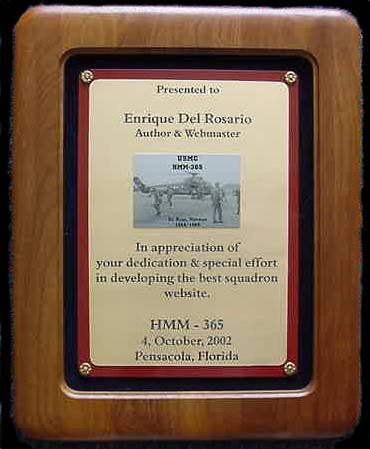 Presented to
Enrique Del Rosario
Author & Webmaster
USMC
HMM-365
In appreciation of
your dedication & special effort
in developing the best squadron
website.
HMM - 365
4, October, 2002
Pensacola, Florida